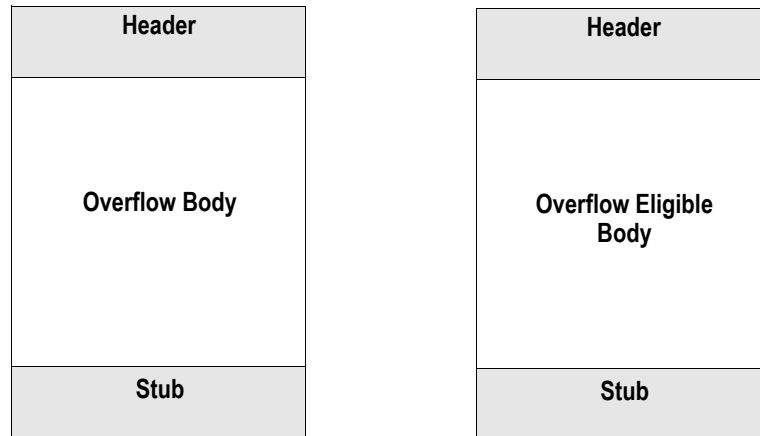 Header
Overflow Body
Stub
Header
Overflow Eligible
Body
Stub